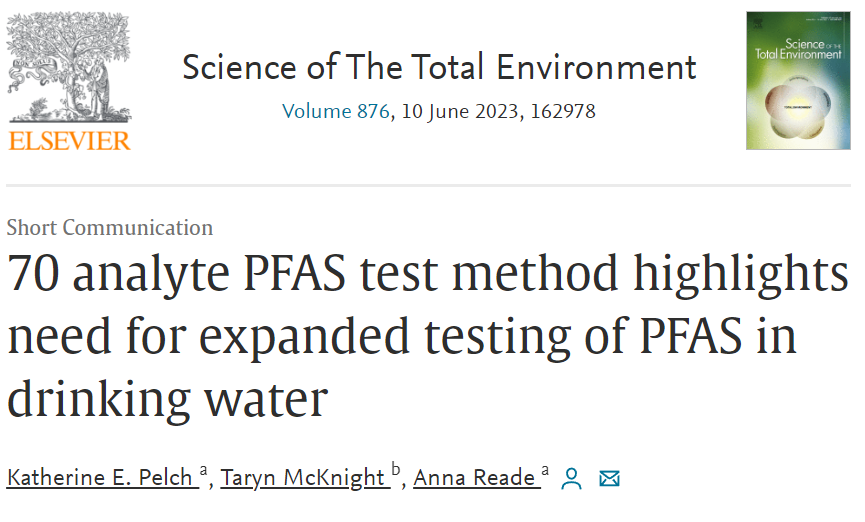 Science of The Total Environment
Volume 876, 10 June 2023, 162978
ELSEVIER
Science OF THE
Total Environment
Short Communication
70 analyte PFAS test method highlights
need for expanded testing of PFAS in
drinking water
Katherine E. Pelch a, Taryn McKnight b, Anna Reade a